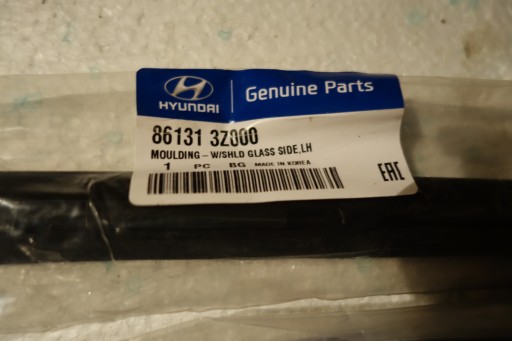 HYUNDAI
Genuine Parts
86131 3Z000
MOULDING - W/SHLD GLASS SIDE,LH
1 PC BG MADE IN KOREA
EAC